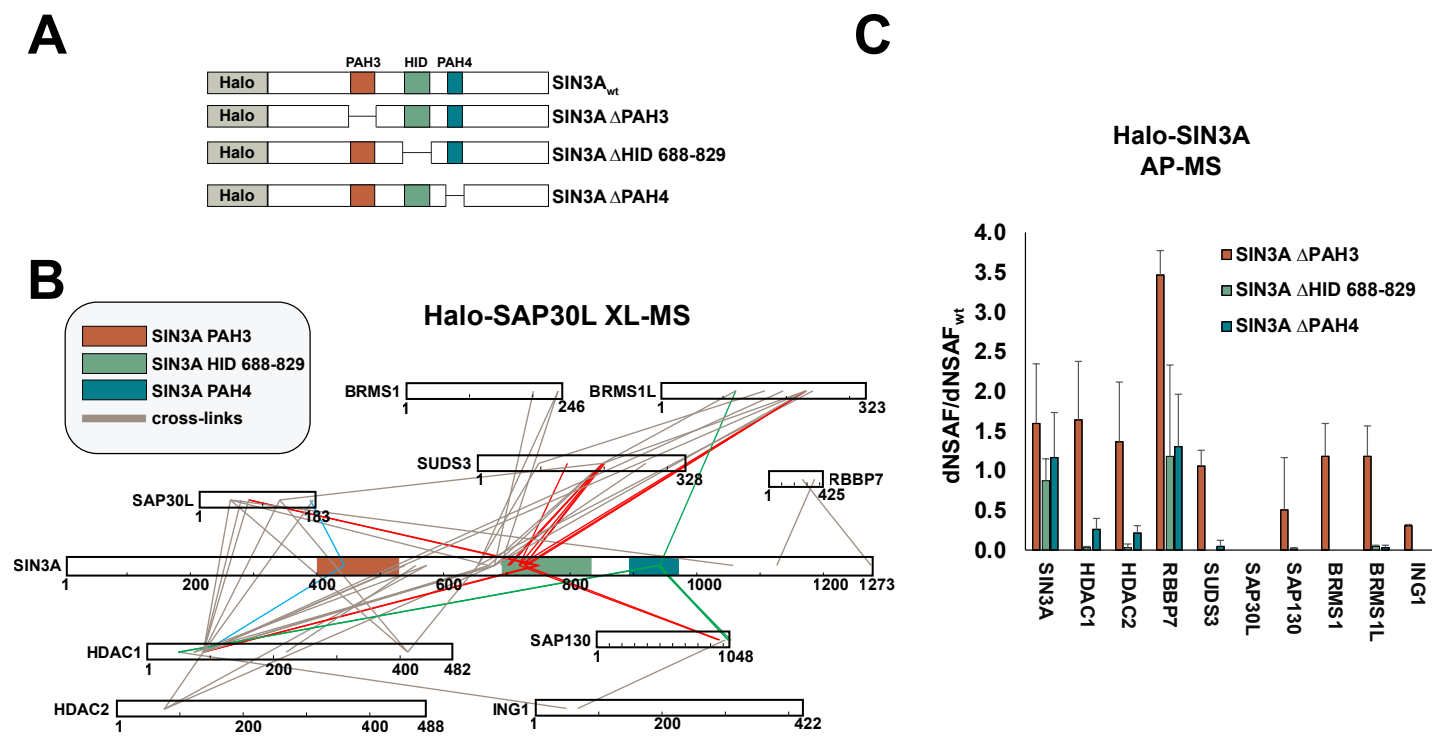 A
PAH3 HID PAH4
Halo SIN3Awt
Halo SIN3A ΔPAH3
Halo SIN3A ΔHID 688-829
Halo SIN3A ΔPAH4
B
Halo-SAP30L XL-MS
SIN3A PAH3
SIN3A HID 688-829
SIN3A PAH4
cross-links
BRMS1
1 246
BRMS1L
1 323
SUDS3
1 328
RBBP7
1 425
SAP30L
1 183
x
SIN3A
1 200 400 600 800 1000 1200 1273
HDAC1
1 200 400 482
SAP130
1 1048
HDAC2
1 200 400 488
ING1
1 200 422
C
Halo-SIN3A
AP-MS
dNSAF/dNSAFwt
4.0
3.5
3.0
2.5
2.0
1.5
1.0
0.5
0.0
SIN3A ΔPAH3
SIN3A ΔHID 688-829
SIN3A ΔPAH4
SIN3A
HDAC1
HDAC2
RBBP7
SUDS3
SAP30L
SAP130
BRMS1
BRMS1L
ING1